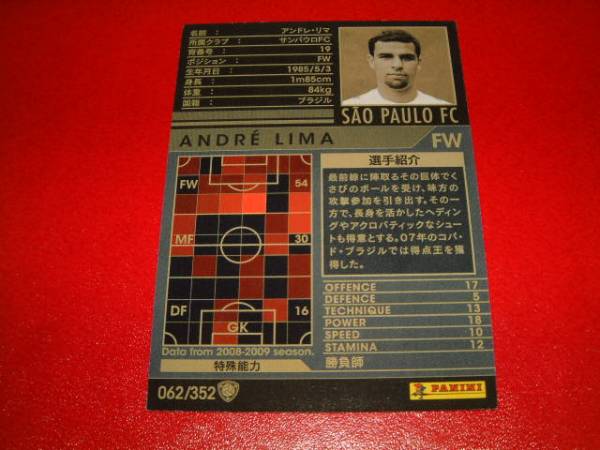 名前 : アンドレ・リマ
所属クラブ : サンパウロFC
背番号 : 19
ポジション : FW
生年月日 : 1985/5/3
身長 : 1m85cm
体重 : 84kg
国籍 : ブラジル
SÃO PAULO FC
ANDRÉ LIMA FW
FW 54
MF 30
DF 16
GK
Data from 2008-2009 season.
選手紹介
最前線に陣取るその巨体でく
さびのボールを受け、味方の
攻撃参加を引き出す。その一
方で、長身を活かしたヘディン
グやアクロバティックなシュート
も得意とする。07年のコパ・
ド・ブラジルでは得点王を獲
得した。
OFFENCE 17
DEFENCE 5
TECHNIQUE 13
POWER 18
SPEED 10
STAMINA 12
特殊能力 勝負師
062/352
PANINI